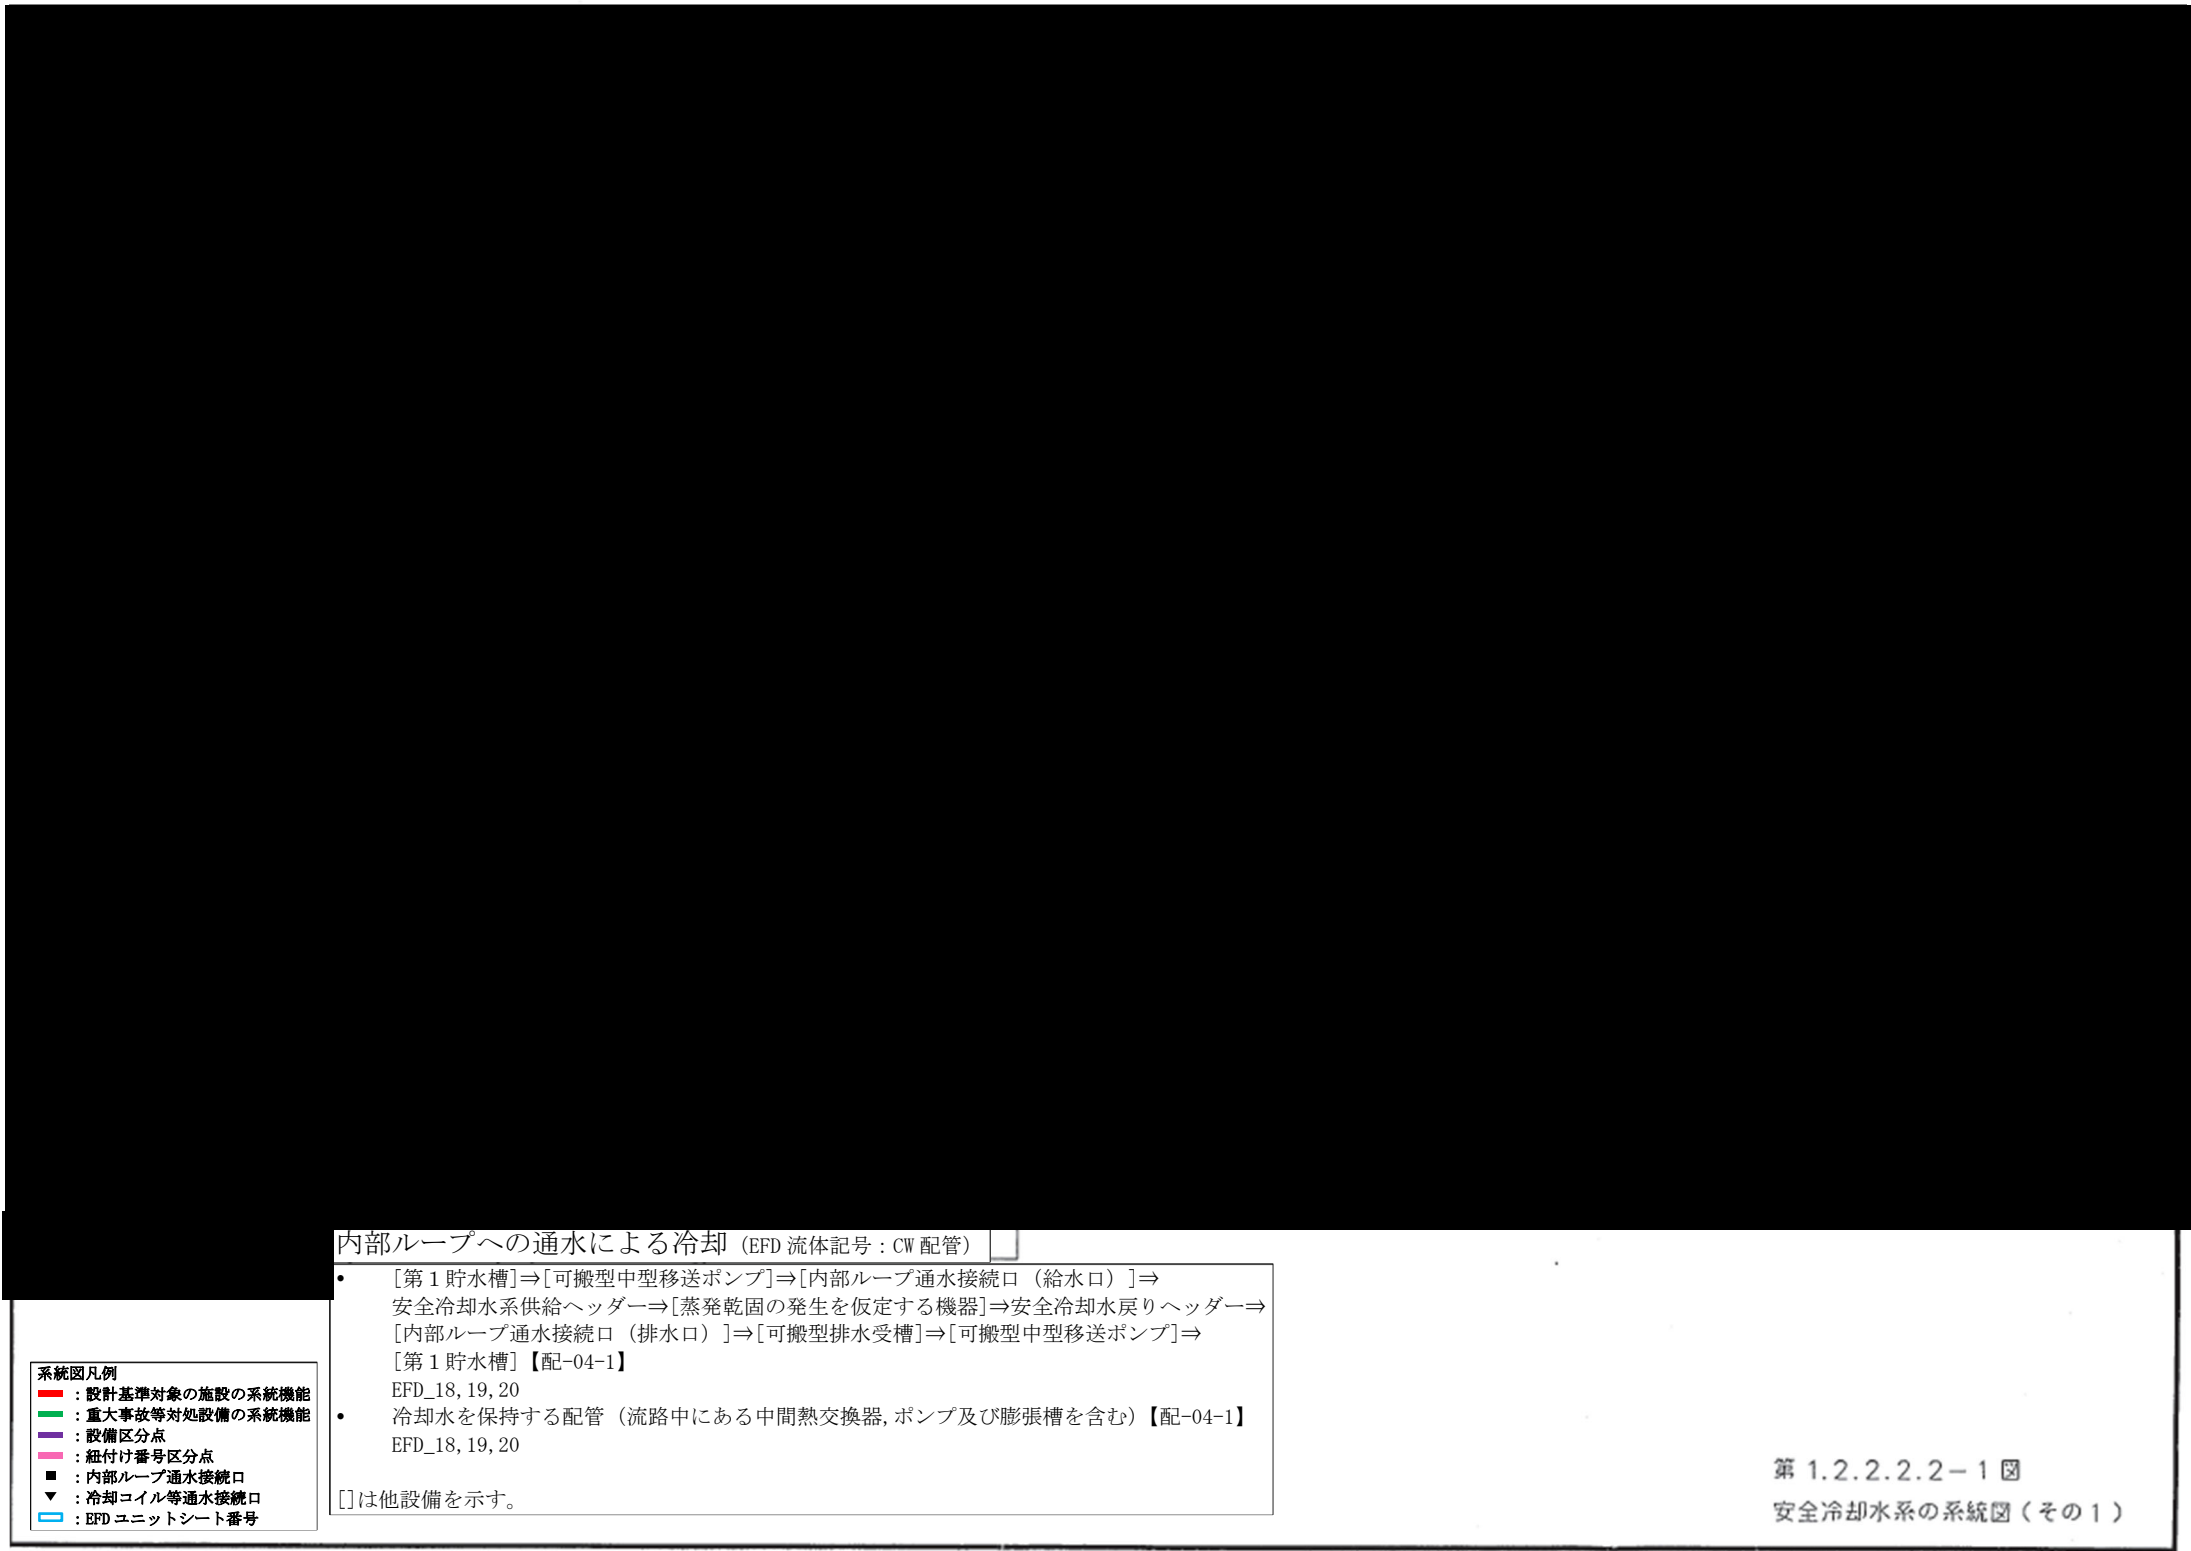 内部ループへの通水による冷却（EFD 流体記号：CW 配管）
• [第１貯水槽]⇒[可搬型中型移送ポンプ]⇒[内部ループ通水接続口（給水口）]⇒
安全冷却水系供給ヘッダー⇒[蒸発乾固の発生を仮定する機器]⇒安全冷却水戻りヘッダー⇒
[内部ループ通水接続口（排水口）]⇒[可搬型排水受槽]⇒[可搬型中型移送ポンプ]⇒
[第１貯水槽]【配-04-1】
EFD_18,19,20
• 冷却水を保持する配管（流路中にある中間熱交換器,ポンプ及び膨張槽を含む）【配-04-1】
EFD_18,19,20
[]は他設備を示す。
系統図凡例
：設計基準対象の施設の系統機能
：重大事故等対処設備の系統機能
：設備区分点
：紐付け番号区分点
■ ：内部ループ通水接続口
▼ ：冷却コイル等通水接続口
：EFD ユニットシート番号
第 1.2.2.2.2－1 図
安全冷却水系の系統図（その１）